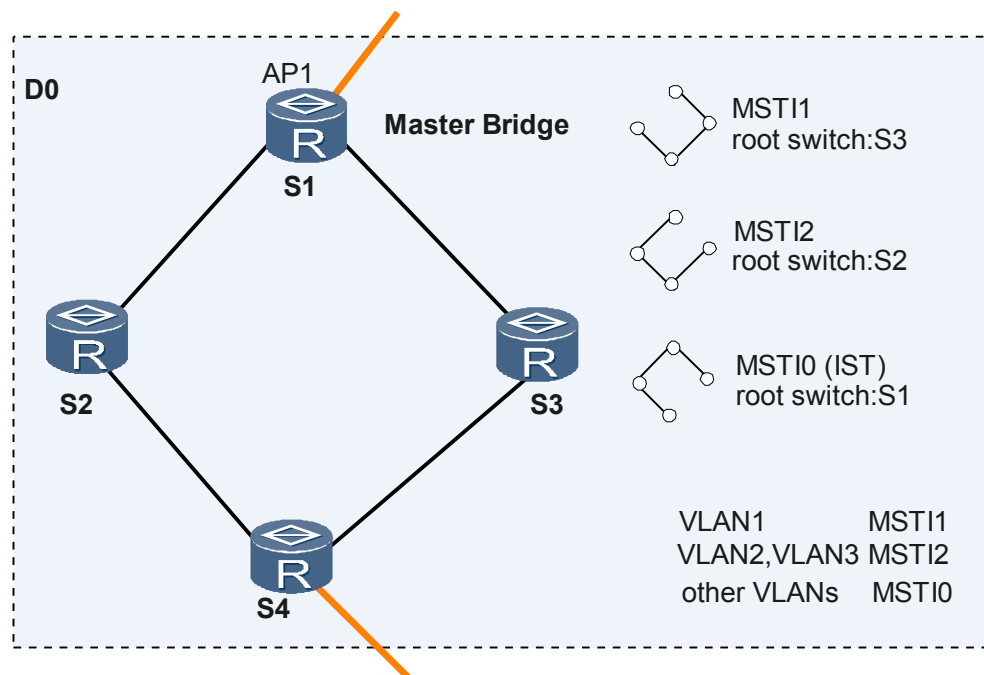 D0
AP1
R
Master Bridge
S1
R
S2
R
S3
R
S4
MSTI1
root switch:S3
MSTI2
root switch:S2
MSTI0 (IST)
root switch:S1
VLAN1 MSTI1
VLAN2,VLAN3 MSTI2
other VLANs MSTI0